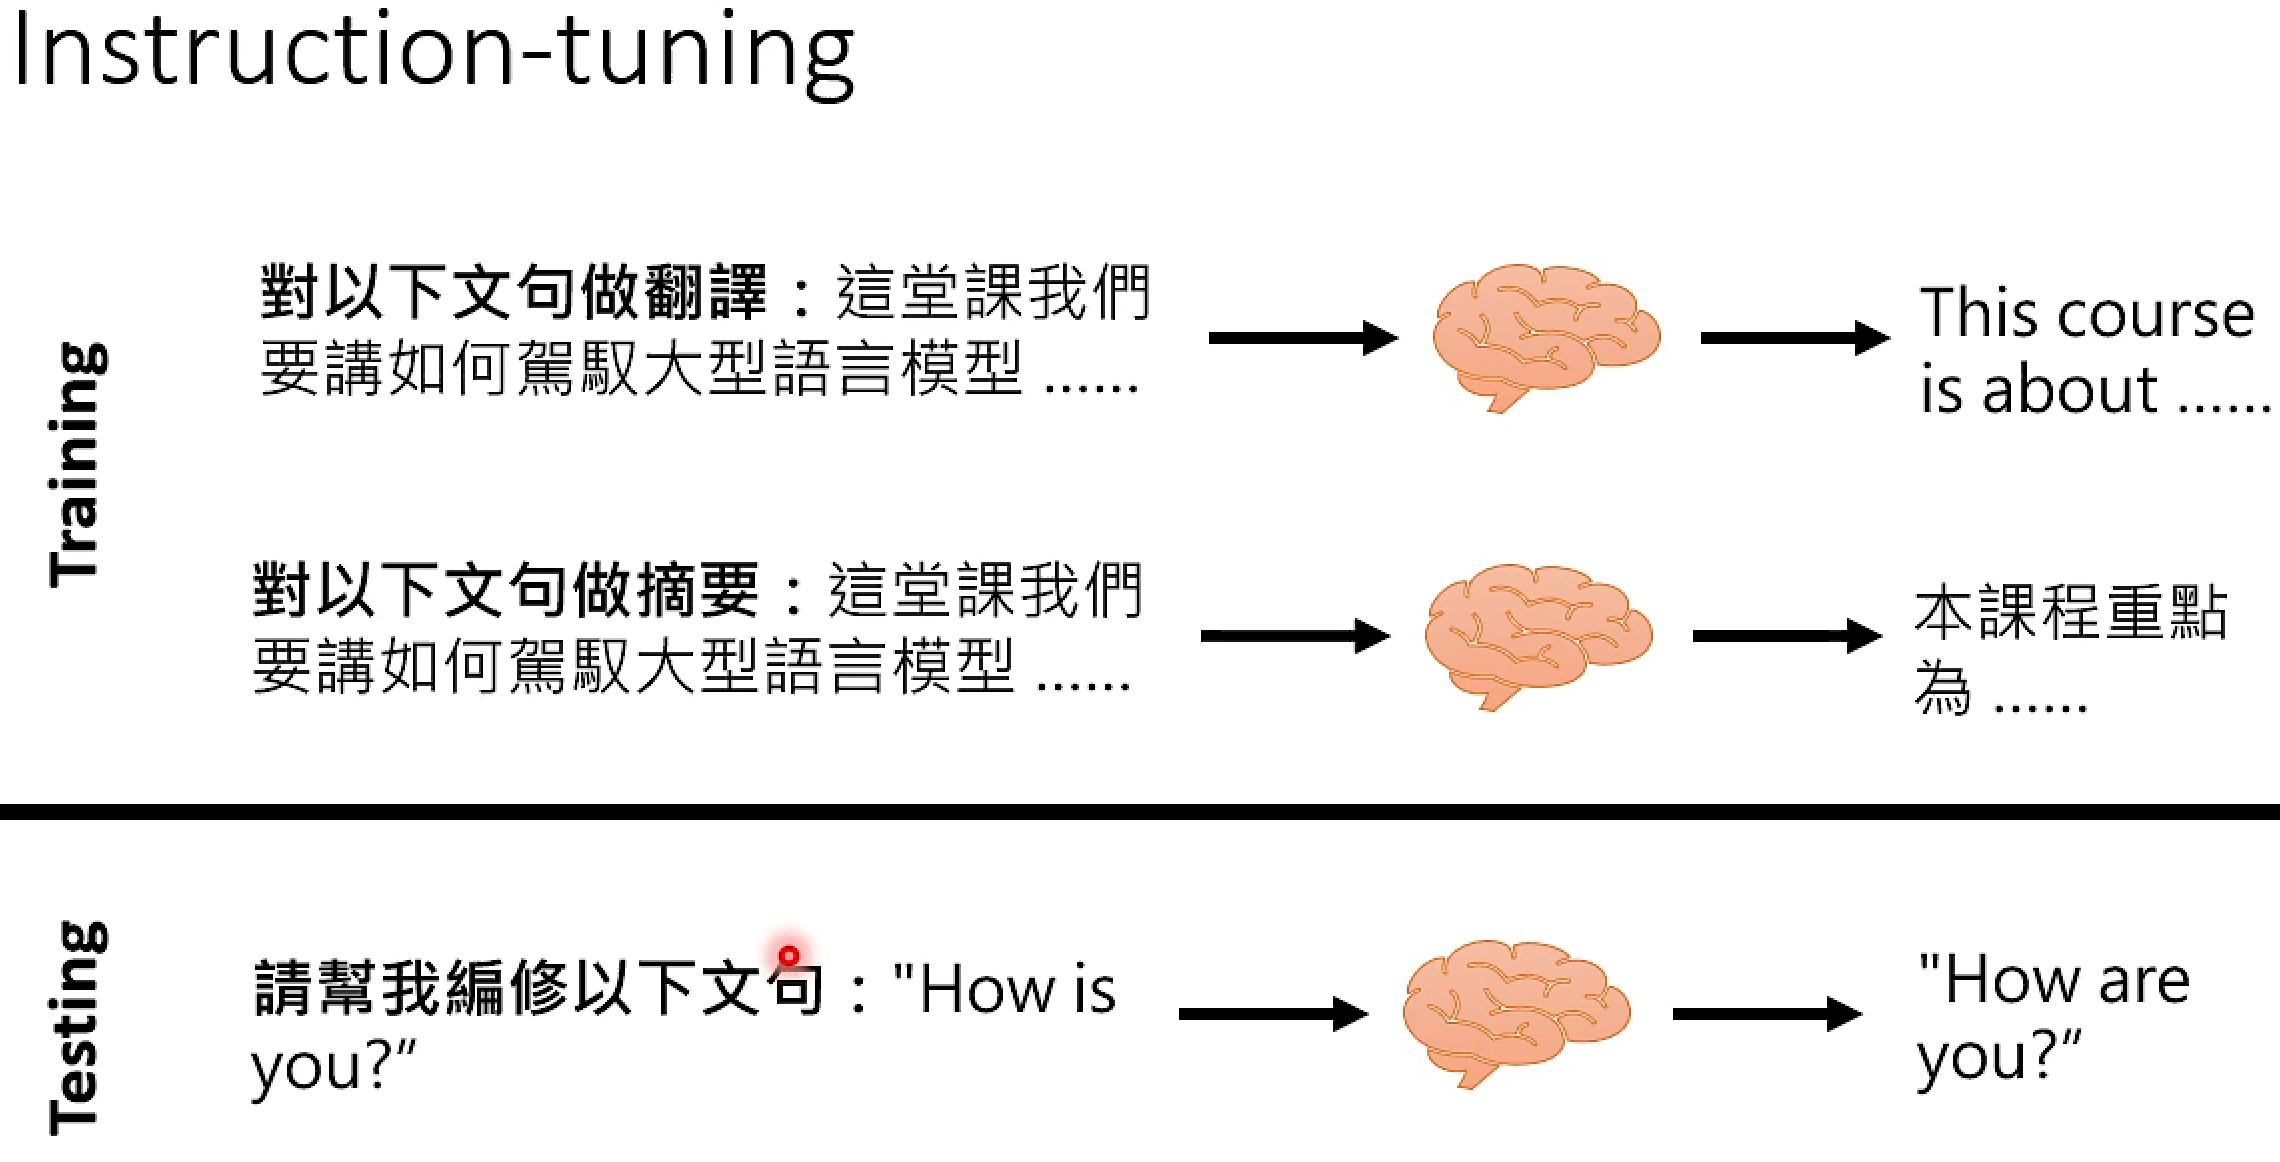 Instruction-tuning
Training
對以下文句做翻譯：這堂課我們
要講如何駕馭大型語言模型 ......
This course
is about ......
對以下文句做摘要：這堂課我們
要講如何駕馭大型語言模型 ......
本課程重點
為 ......
Testing
請幫我編修以下文句："How is
you?”
"How are
you?”